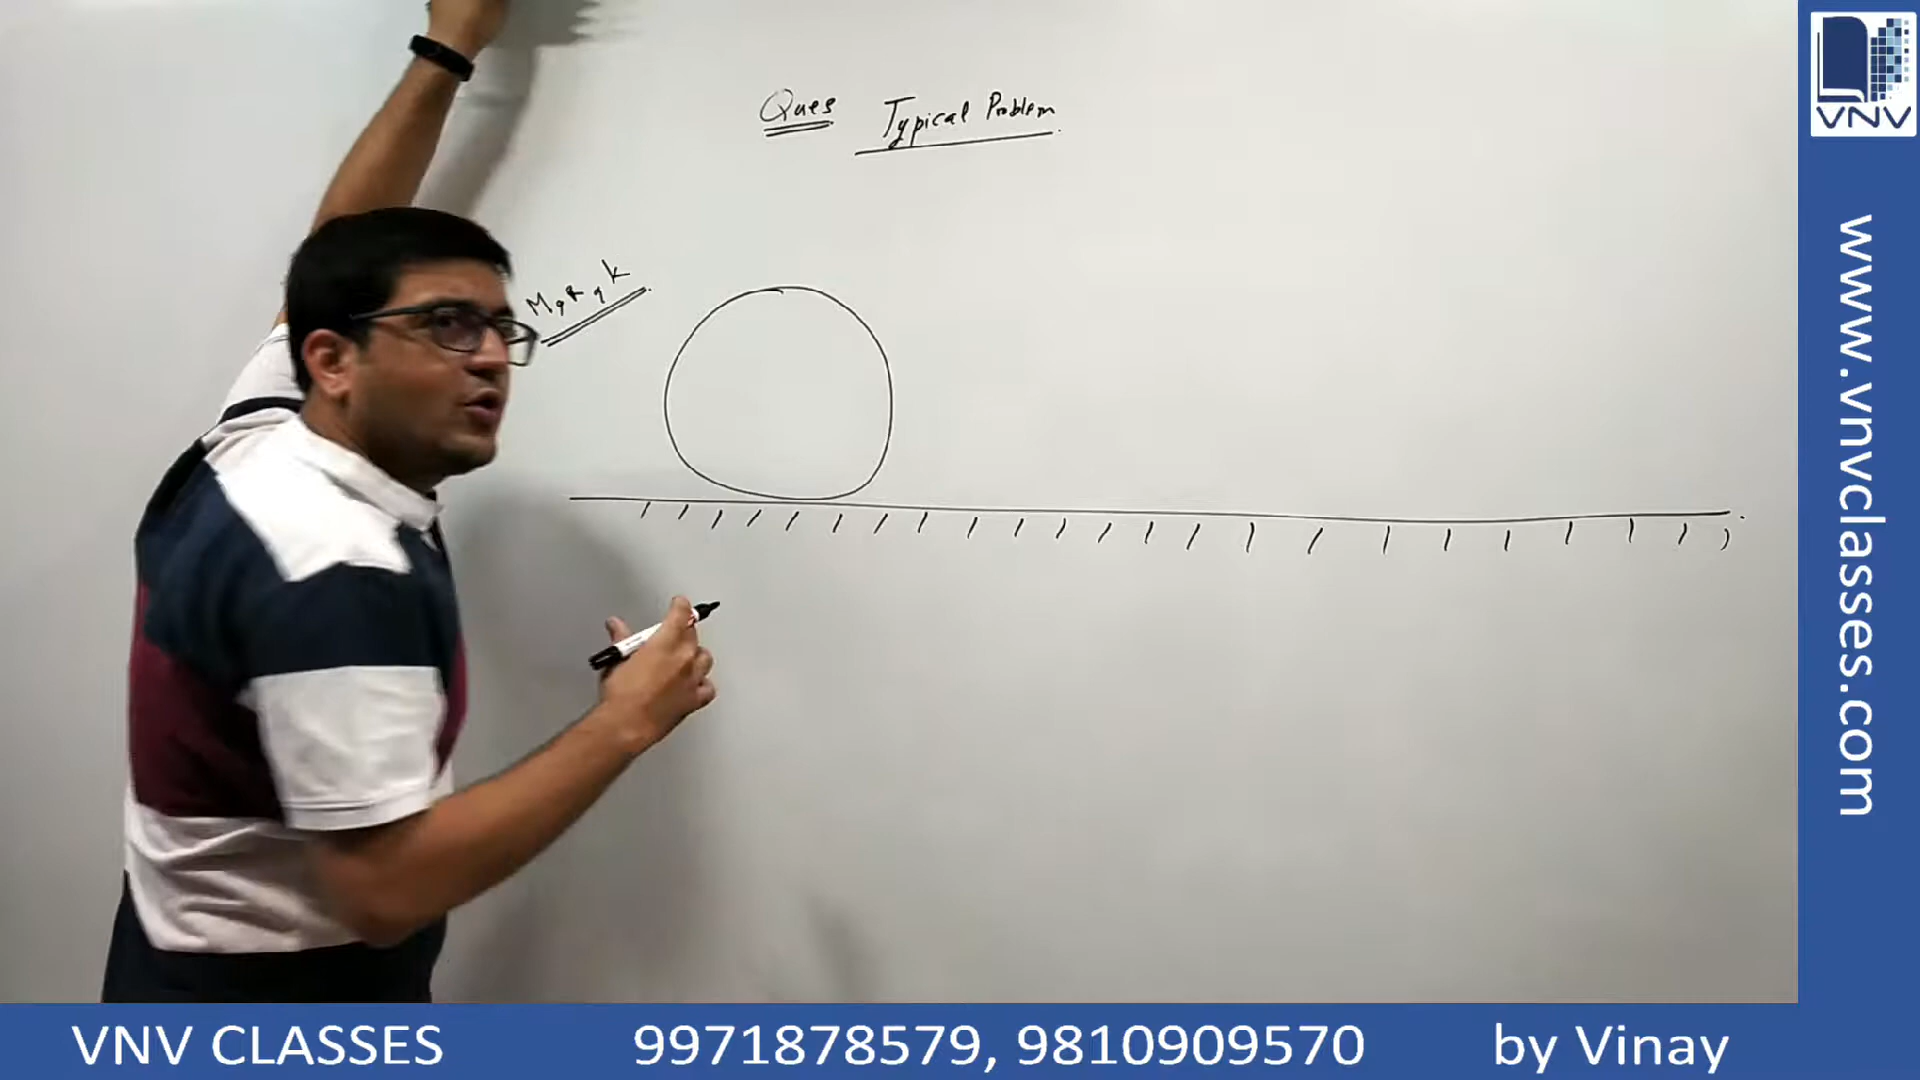 Ques Typical Problem
M, R, k
VNV
www.vnvclasses.com
VNV CLASSES 9971878579, 9810909570 by Vinay